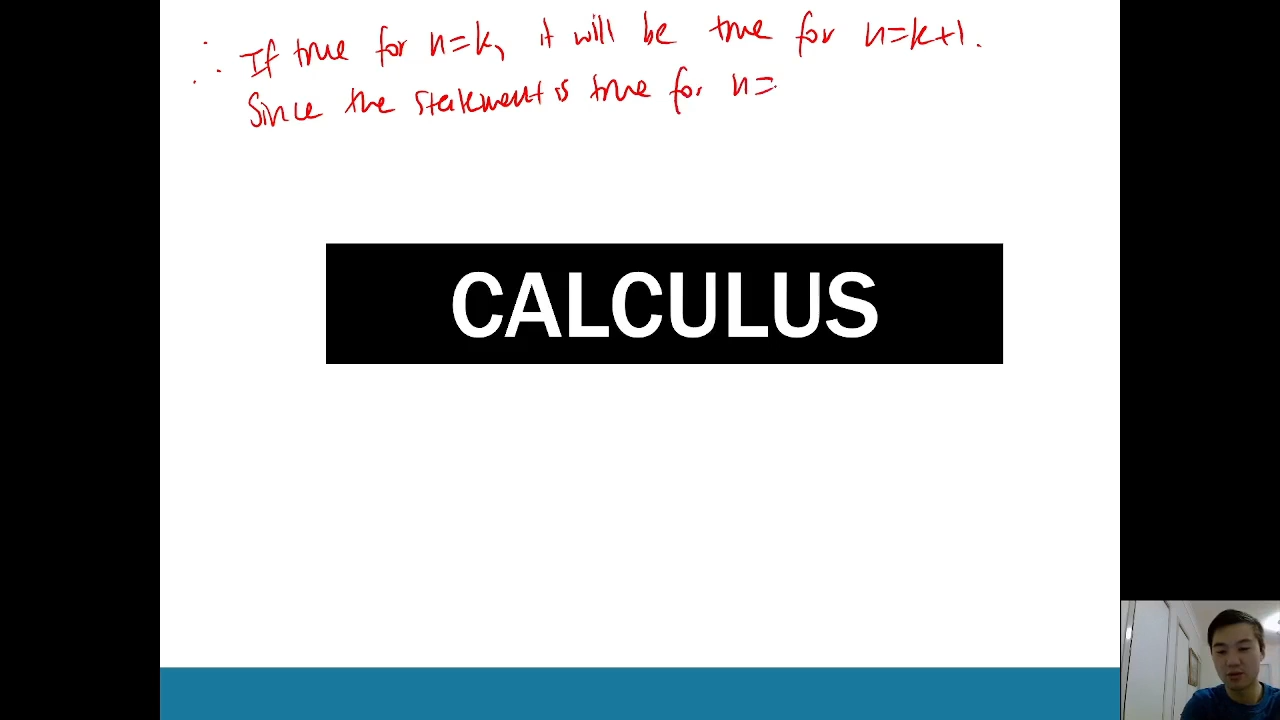 ∴ If true for n=k, it will be true for n=k+1.
Since the statement is true for n=
CALCULUS